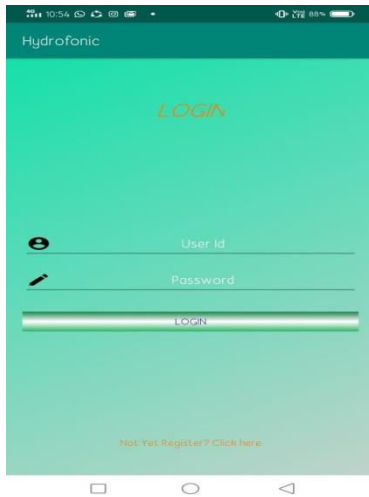 10:54 88%
Hydrofonic
LOGIN
User Id
Password
LOGIN
Not Yet Register? Click here